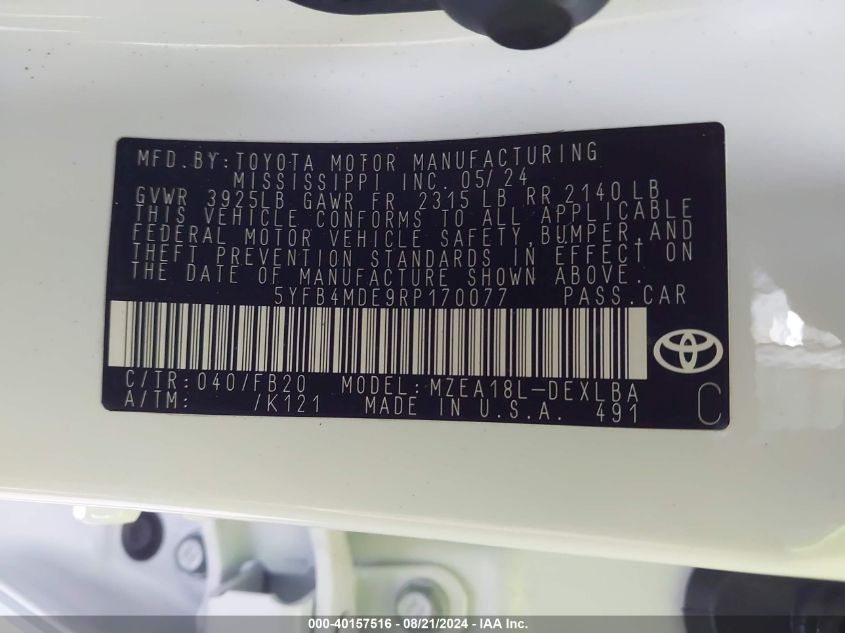 MFD.BY:TOYOTA MOTOR MANUFACTURING
MISSISSIPPI INC. 05/24
GVWR 3925LB GAWR FR 2315 LB RR 2140 LB
THIS VEHICLE CONFORMS TO ALL APPLICABLE
FEDERAL MOTOR VEHICLE SAFETY,BUMPER,AND
THEFT PREVENTION STANDARDS IN EFFECT ON
THE DATE OF MANUFACTURE SHOWN ABOVE.
5YFB4MDE9RP170077 PASS.CAR
C/TR:040/FB20 MODEL:MZEA18L-DEXLBA
A/TM: /K121 MADE IN U.S.A. 491 C
000-40157516 - 08/21/2024 - IAA Inc.